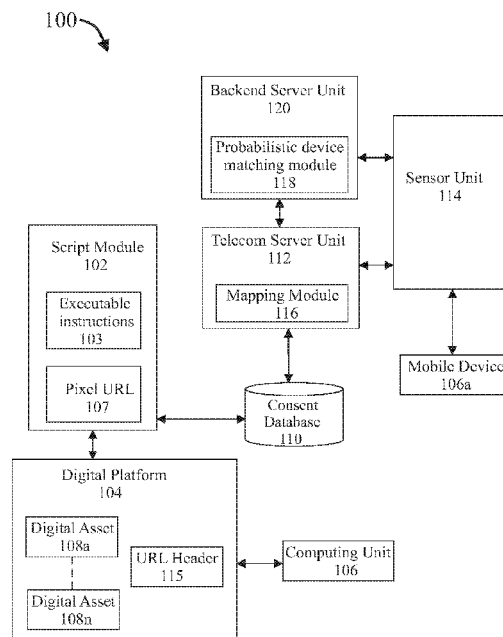 100
Backend Server Unit
120
Probabilistic device
matching module
118
Sensor Unit
114
Script Module
102
Executable
instructions
103
Pixel URL
107
Telecom Server Unit
112
Mapping Module
116
Mobile Device
106a
Consent
Database
110
Digital Platform
104
Digital Asset
108a
URL Header
115
Digital Asset
108n
Computing Unit
106